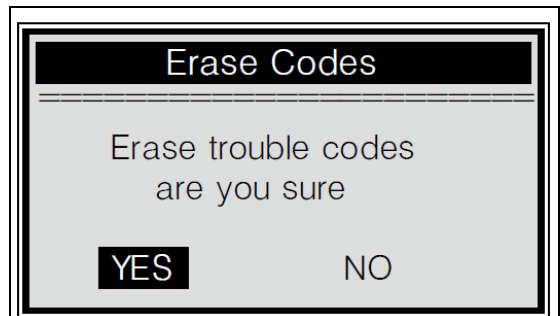 Erase Codes
======================
Erase trouble codes
are you sure
YES NO